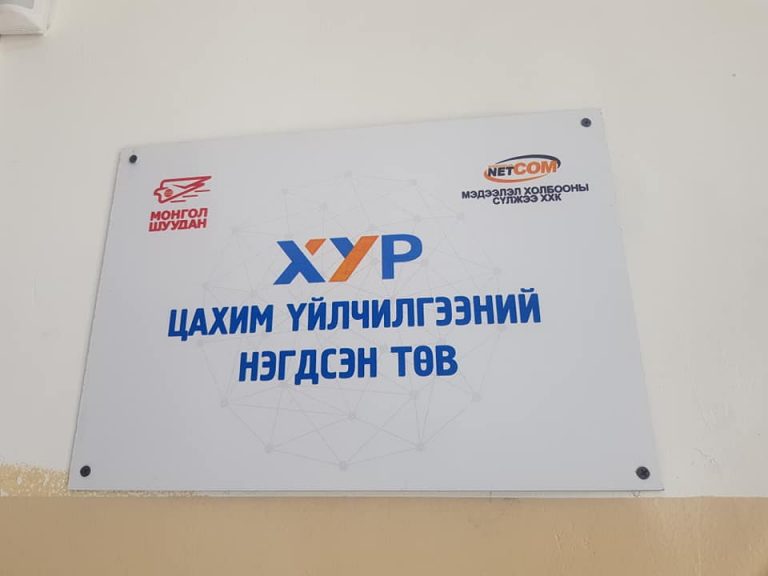 МОНГОЛ
ШУУДАН
NETCOM
МЭДЭЭЛЭЛ ХОЛБООНЫ
СҮЛЖЭЭ ХХК
ХУР
ЦАХИМ ҮЙЛЧИЛГЭЭНИЙ
НЭГДСЭН ТӨВ